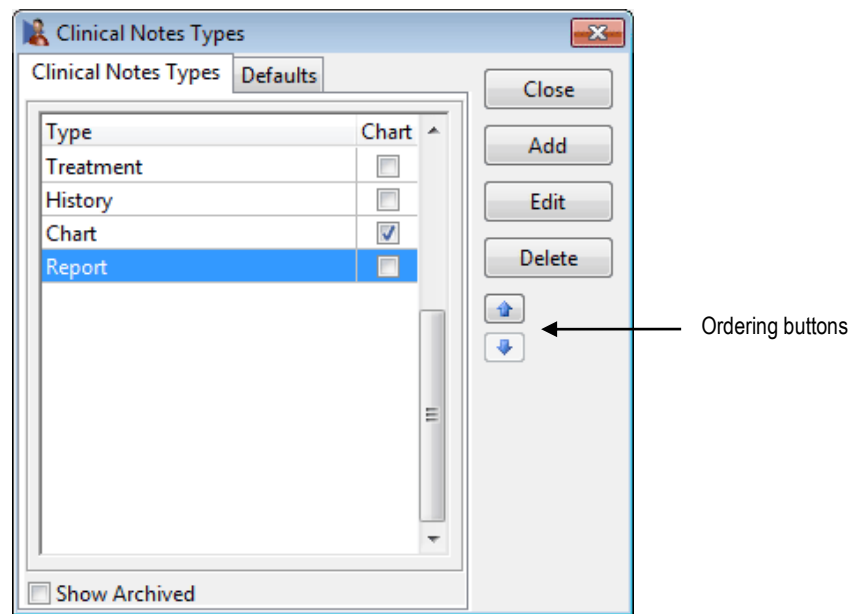 Clinical Notes Types
Clinical Notes Types Defaults
Close
Type Chart
Add
Treatment
History
Edit
Chart
Delete
Report
Ordering buttons
Show Archived